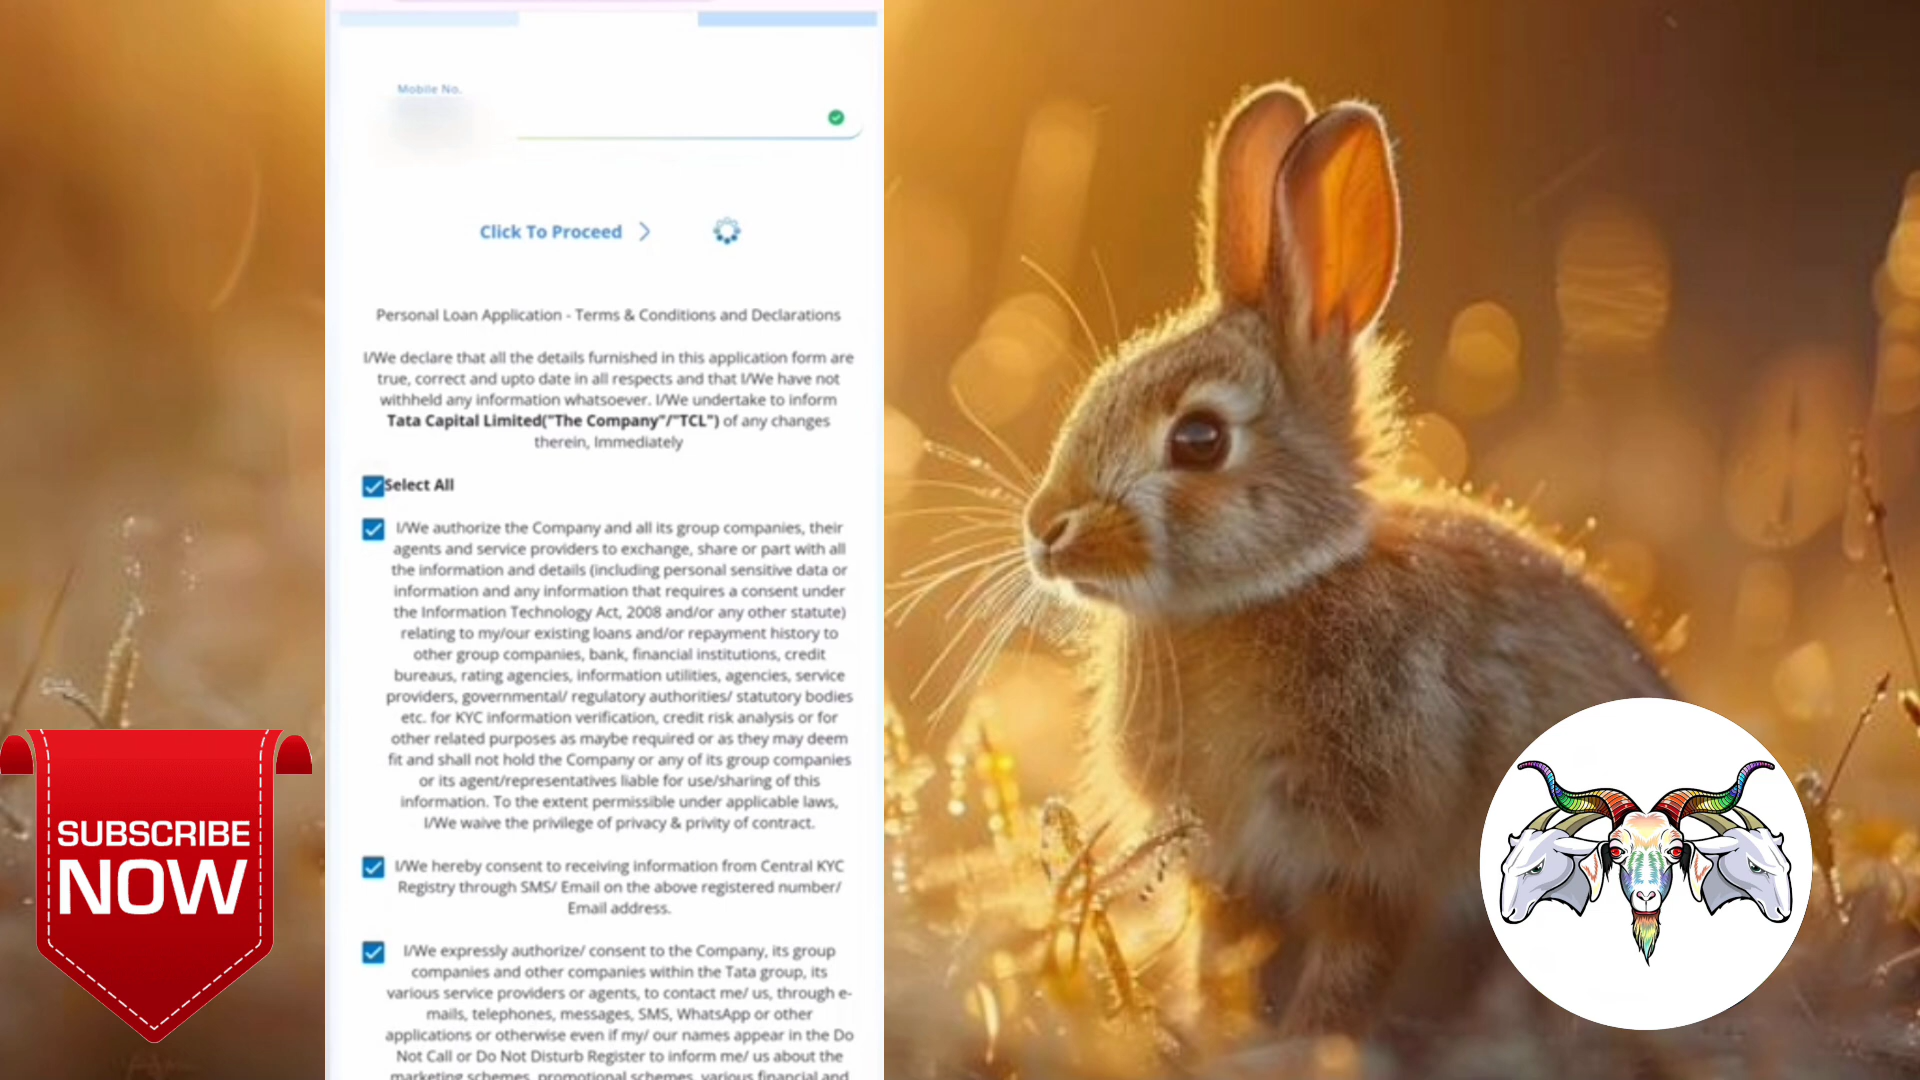 Mobile No.
Click To Proceed
Personal Loan Application - Terms & Conditions and Declarations
I/We declare that all the details furnished in this application form are
true, correct and upto date in all respects and that I/We have not
withheld any information whatsoever. I/We undertake to inform
Tata Capital Limited("The Company"/"TCL") of any changes
therein, Immediately
Select All
I/We authorize the Company and all its group companies, their
agents and service providers to exchange, share or part with all
the information and details (including personal sensitive data or
information and any information that requires a consent under
the Information Technology Act, 2008 and/or any other statute)
relating to my/our existing loans and/or repayment history to
other group companies, bank, financial institutions, credit
bureaus, rating agencies, information utilities, agencies, service
providers, governmental/ regulatory authorities/ statutory bodies
etc. for KYC information verification, credit risk analysis or for
other related purposes as maybe required or as they may deem
fit and shall not hold the Company or any of its group companies
or its agent/representatives liable for use/sharing of this
information. To the extent permissible under applicable laws,
I/We waive the privilege of privacy & privity of contract.
I/We hereby consent to receiving information from Central KYC
Registry through SMS/ Email on the above registered number/
Email address.
I/We expressly authorize/ consent to the Company, its group
companies and other companies within the Tata group, its
various service providers or agents, to contact me/ us, through e-
mails, telephones, messages, SMS, WhatsApp or other
applications or otherwise even if my/ our names appear in the Do
Not Call or Do Not Disturb Register to inform me/ us about the
marketing schemes, promotional schemes, various financial and
SUBSCRIBE
NOW